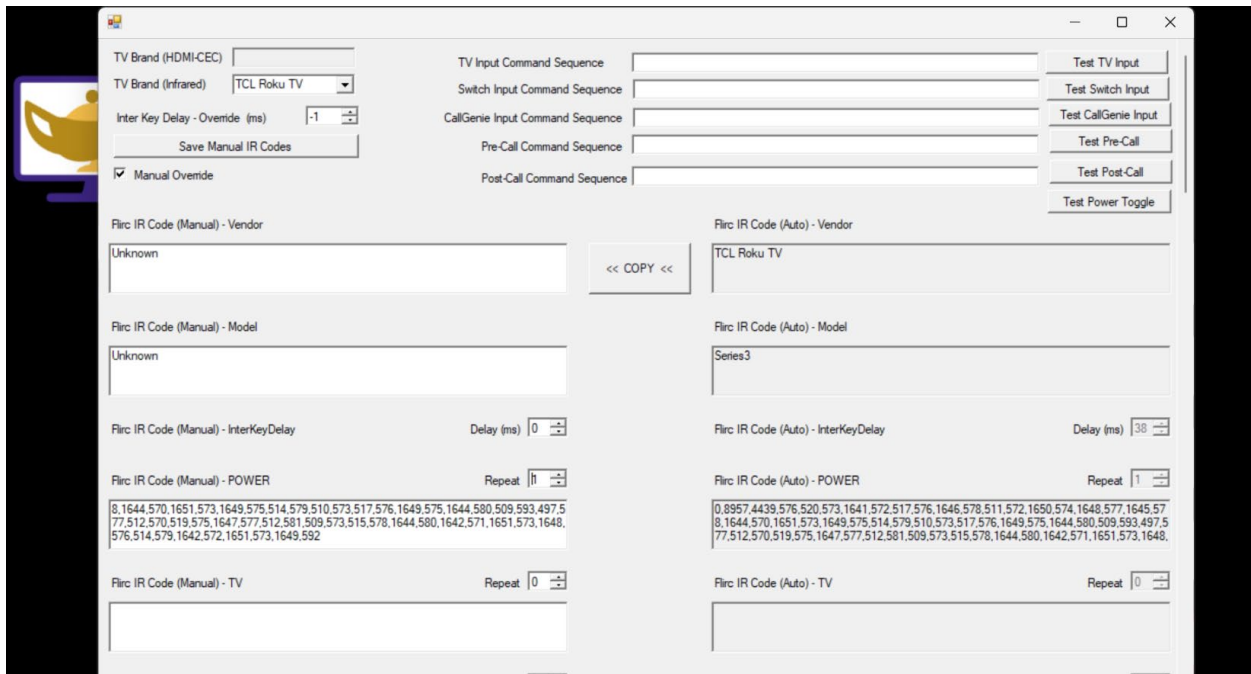 TV Brand (HDMI-CEC)
TV Brand (Infrared) TCL Roku TV
Inter Key Delay - Override (ms) -1
Save Manual IR Codes
Manual Override
TV Input Command Sequence Test TV Input
Switch Input Command Sequence Test Switch Input
CallGenie Input Command Sequence Test CallGenie Input
Pre-Call Command Sequence Test Pre-Call
Post-Call Command Sequence Test Post-Call
Test Power Toggle
Flirc IR Code (Manual) - Vendor Flirc IR Code (Auto) - Vendor
Unknown << COPY << TCL Roku TV
Flirc IR Code (Manual) - Model Flirc IR Code (Auto) - Model
Unknown Series3
Flirc IR Code (Manual) - InterKeyDelay Delay (ms) 0 Flirc IR Code (Auto) - InterKeyDelay Delay (ms) 38
Flirc IR Code (Manual) - POWER Repeat 1 Flirc IR Code (Auto) - POWER Repeat 1
8,1644,570,1651,573,1649,575,514,579,510,573,517,576,1649,575,1644,580,509,593,497,5
77,512,570,519,575,1647,577,512,581,509,573,515,578,1644,580,1642,571,1651,573,1648,
576,514,579,1642,572,1651,573,1649,592
0,8957,4439,576,520,573,1641,572,517,576,1646,578,511,572,1650,574,1648,577,1645,57
8,1644,570,1651,573,1649,575,514,579,510,573,517,576,1649,575,1644,580,509,593,497,5
77,512,570,519,575,1647,577,512,581,509,573,515,578,1644,580,1642,571,1651,573,1648,
Flirc IR Code (Manual) - TV Repeat 0 Flirc IR Code (Auto) - TV Repeat 0